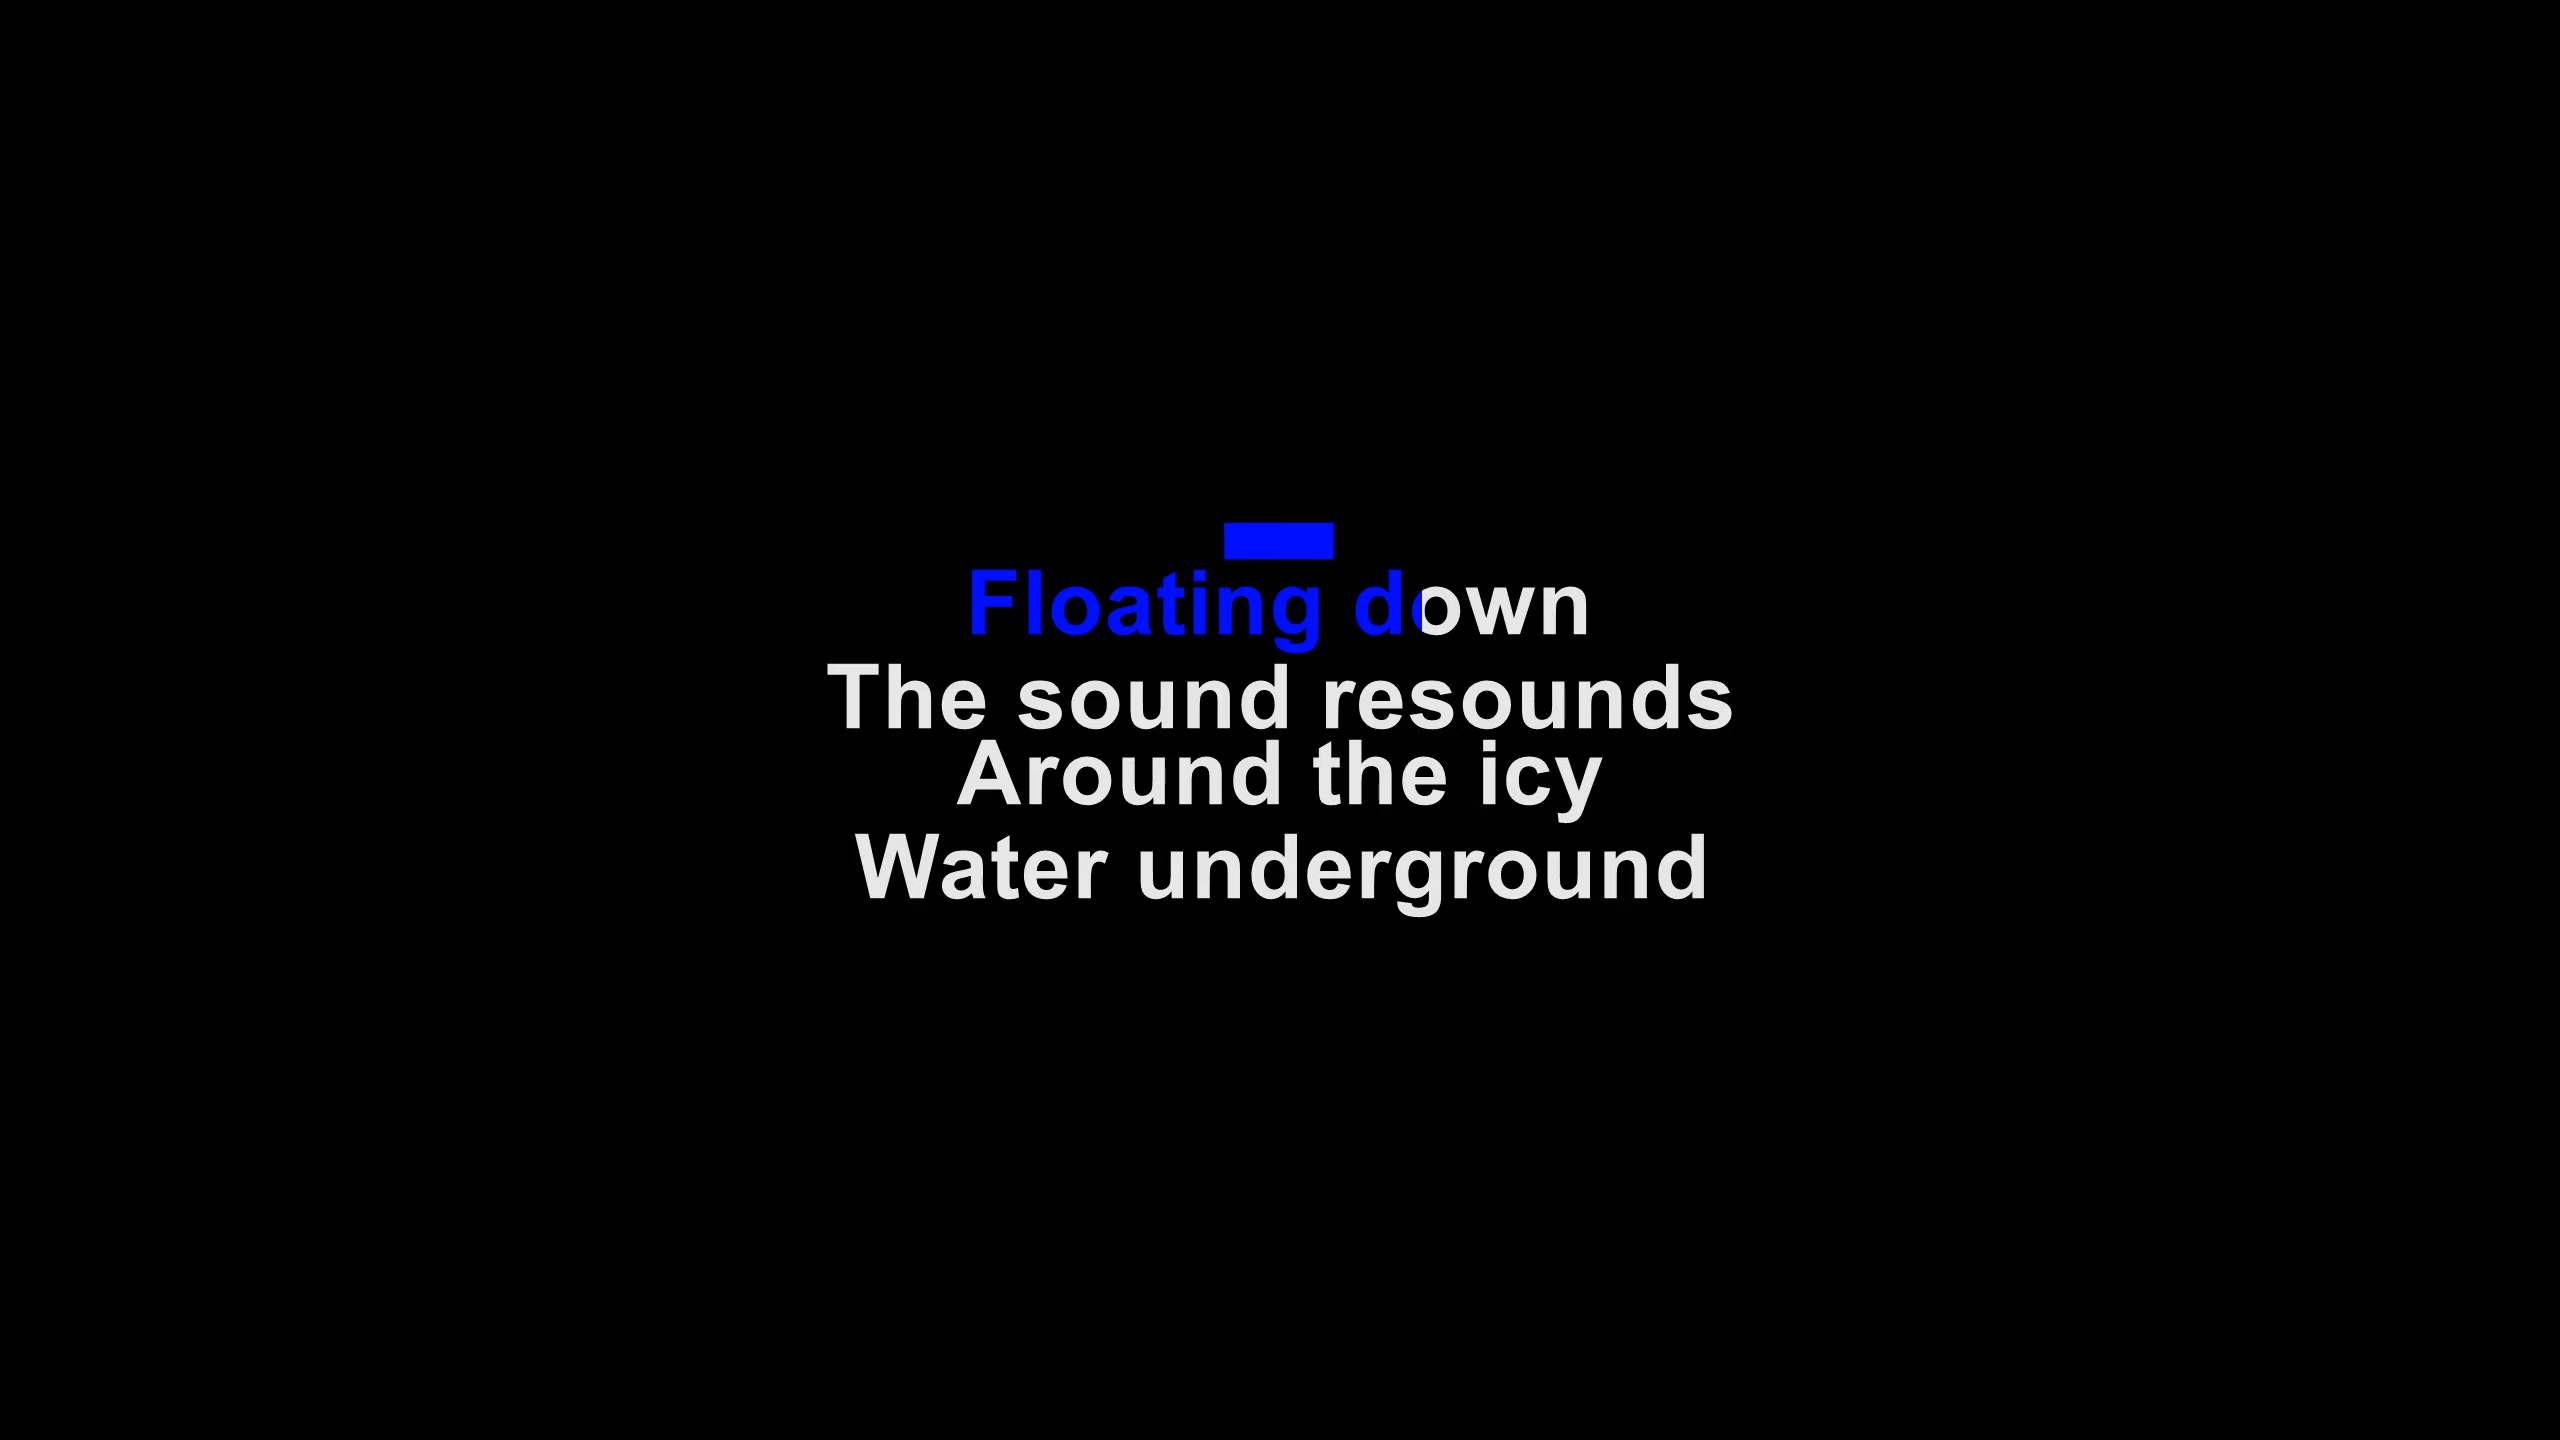 Floating down
The sound resounds
Around the icy
Water underground